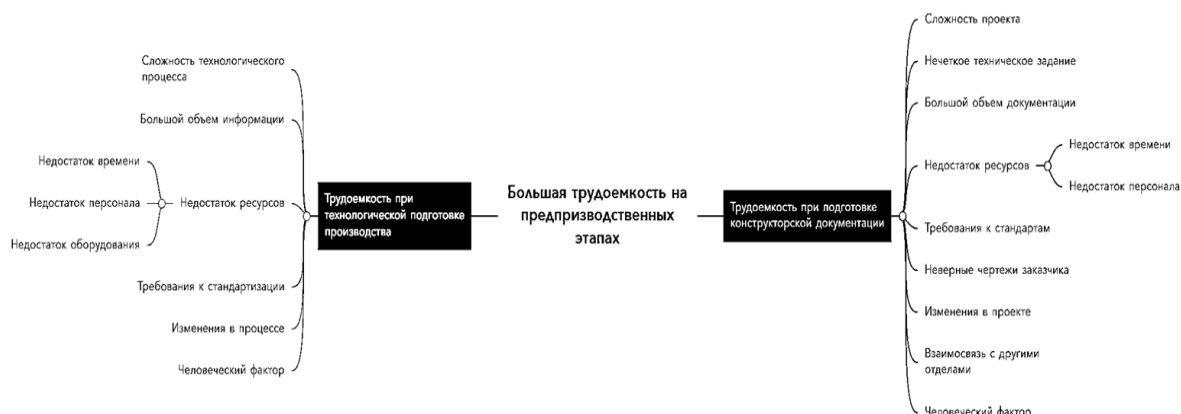 Сложность технологического
процесса
Большой объем информации
Недостаток времени
Недостаток персонала
Недостаток оборудования
Недостаток ресурсов
Требования к стандартизации
Изменения в процессе
Человеческий фактор
Трудоемкость при
технологической подготовке
производства
Большая трудоемкость на
предпризводственных
этапах
Трудоемкость при подготовке
конструкторской документации
Сложность проекта
Нечеткое техническое задание
Большой объем документации
Недостаток ресурсов
Недостаток времени
Недостаток персонала
Требования к стандартам
Неверные чертежи заказчика
Изменения в проекте
Взаимосвязь с другими
отделами
Человеческий фактор